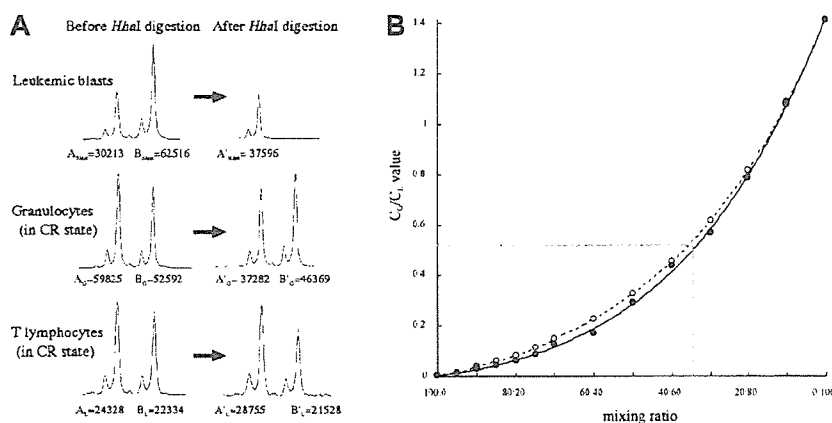 A
Before HhaI digestion
After HhaI digestion
Leukemic blasts
A_blast=30213
B_blast=62516
A'_blast=37596
Granulocytes
(in CR state)
A_G=59825
B_G=52592
A'_G=37282
B'_G=46369
T lymphocytes
(in CR state)
A_L=24328
B_L=22334
A'_L=28755
B'_L=21528
B
C_G/C_L value
1.4
1.2
1
0.8
0.6
0.4
0.2
0
100:0
80:20
60:40
40:60
20:80
0:100
mixing ratio